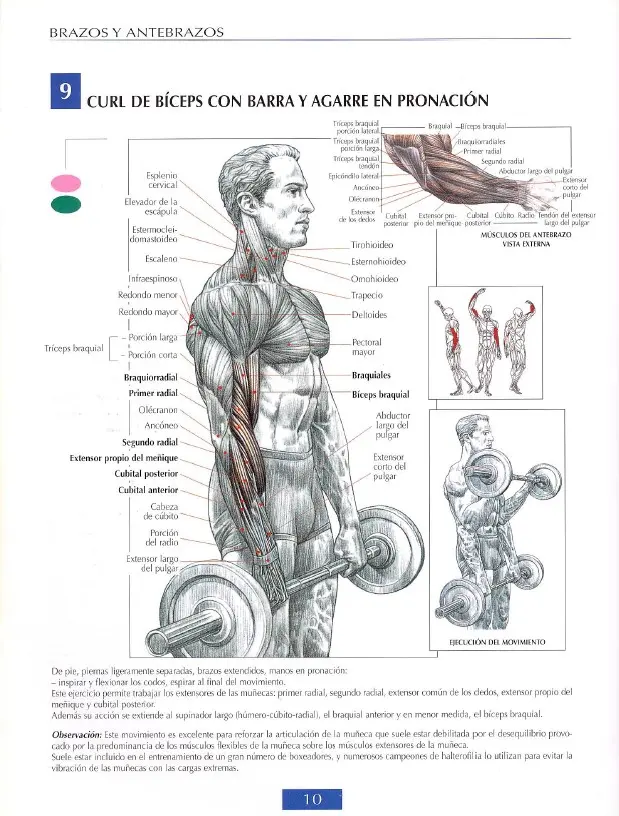 BRAZOS Y ANTEBRAZOS
9
CURL DE BÍCEPS CON BARRA Y AGARRE EN PRONACIÓN
Tríceps braquial
porción lateral
Tríceps braquial
porción larga
Tríceps braquial
tendón
Epicóndilo lateral
Ancóneo
Olécranon
Extensor
de los dedos
Braquial
Bíceps braquial
Braquiorradiales
Primer radial
Segundo radial
Abductor largo del pulgar
Extensor
corto del
pulgar
Cubital
posterior
Extensor pro-
pio del meñique
Cubital
posterior
Cúbito
Radio
Tendón del extensor
largo del pulgar
MÚSCULOS DEL ANTEBRAZO
VISTA EXTERNA
Esplenio
cervical
Elevador de la
escápula
Estermoclei-
domastoideo
Escaleno
Infraespinoso
Redondo menor
Redondo mayor
Tríceps braquial
- Porción larga
- Porción corta
Braquiorradial
Primer radial
Olécranon
Ancóneo
Segundo radial
Extensor propio del meñique
Cubital posterior
Cubital anterior
Cabeza
de cúbito
Porción
del radio
Extensor largo
del pulgar
Tirohioideo
Esternohioideo
Omohioideo
Trapecio
Deltoides
Pectoral
mayor
Braquiales
Bíceps braquial
Abductor
largo del
pulgar
Extensor
corto del
pulgar
EJECUCIÓN DEL MOVIMIENTO
De pie, piernas ligeramente separadas, brazos extendidos, manos en pronación:
– inspirar y flexionar los codos, espirar al final del movimiento.
Este ejercicio permite trabajar los extensores de las muñecas: primer radial, segundo radial, extensor común de los dedos, extensor propio del
meñique y cubital posterior.
Además su acción se extiende al supinador largo (húmero-cúbito-radial), el braquial anterior y en menor medida, el bíceps braquial.
Observación: Este movimiento es excelente para reforzar la articulación de la muñeca que suele estar debilitada por el desequilibrio provo-
cado por la predominancia de los músculos flexibles de la muñeca sobre los músculos extensores de la muñeca.
Suele estar incluido en el entrenamiento de un gran número de boxeadores, y numerosos campeones de halterofilia lo utilizan para evitar la
vibración de las muñecas con las cargas extremas.
10